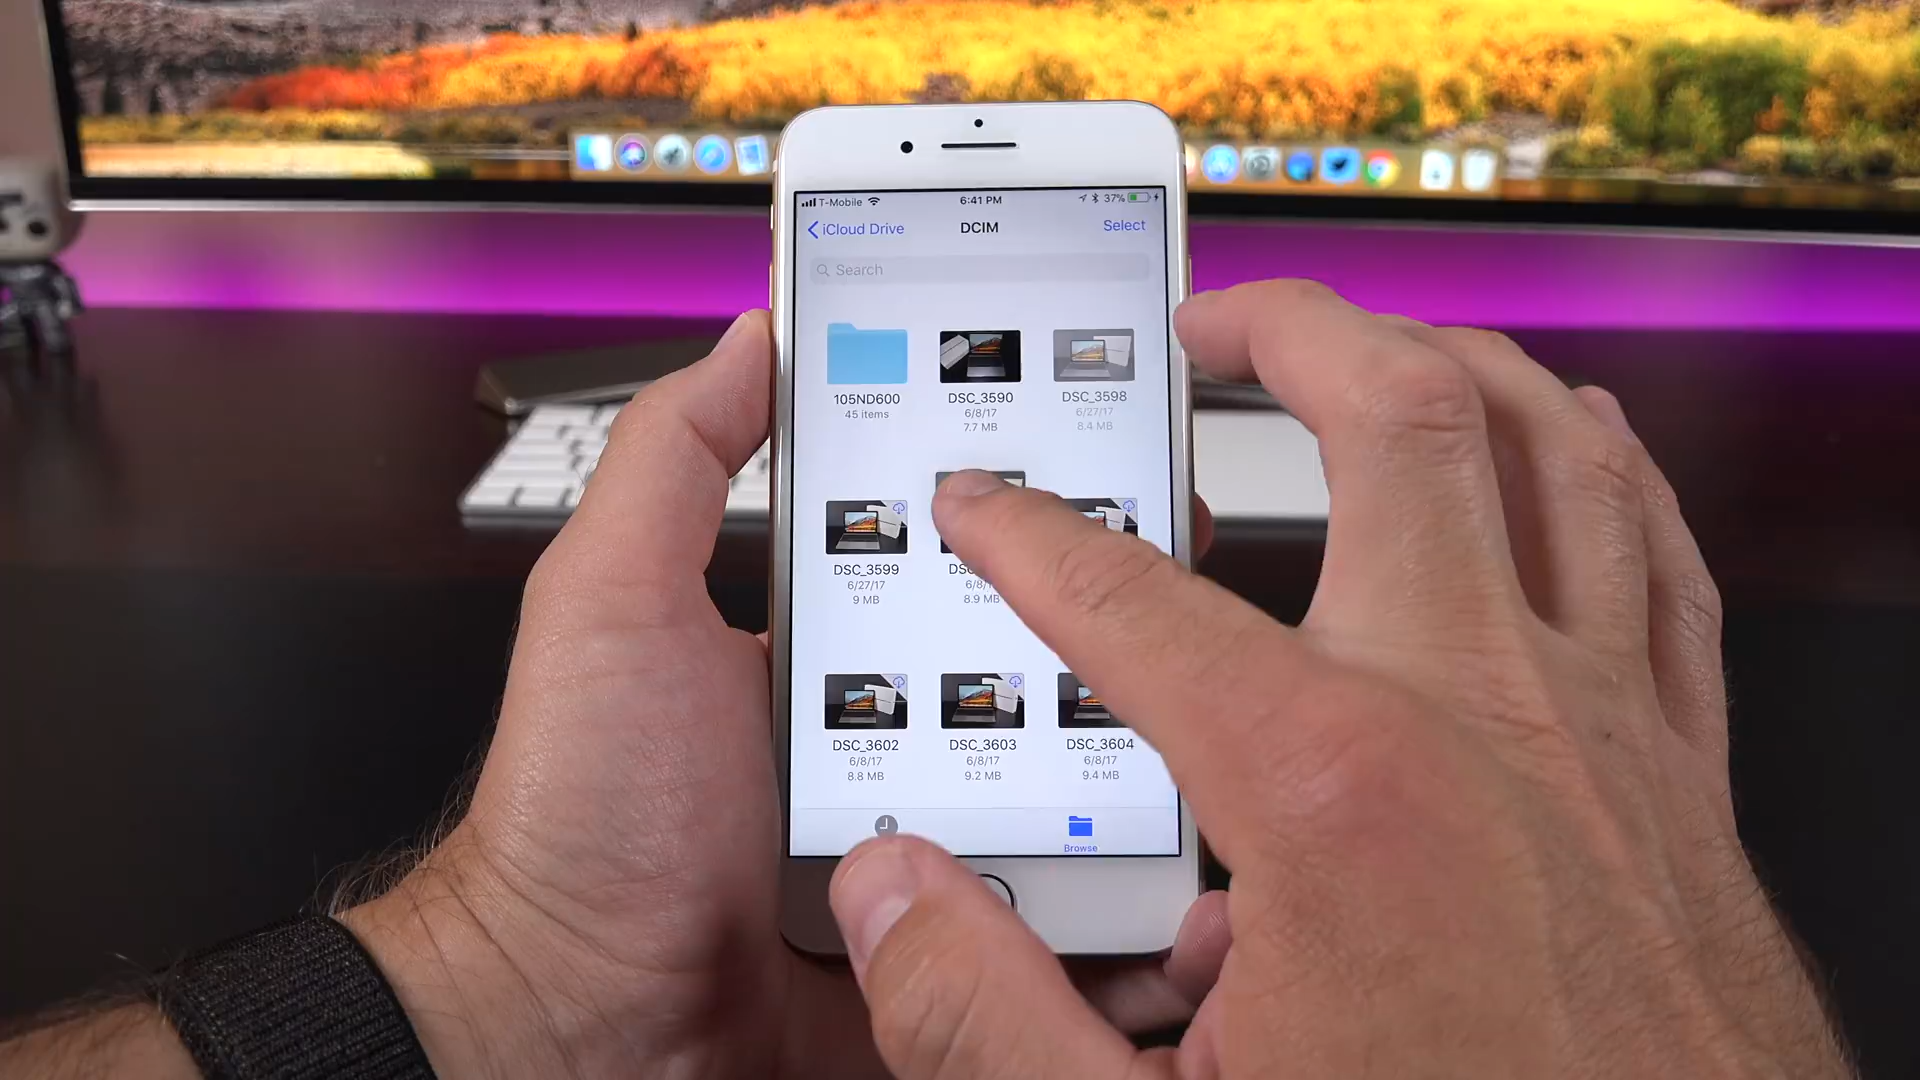 T-Mobile 6:41 PM 37%
iCloud Drive DCIM Select
Search
105ND600 DSC_3590 DSC_3598
45 items 6/8/17 6/27/17
7.7 MB 8.4 MB
DSC_3599
6/27/17
9 MB 8.9 MB
DSC_3602 DSC_3603 DSC_3604
6/8/17 6/8/17 6/8/17
8.8 MB 9.2 MB 9.4 MB
Browse